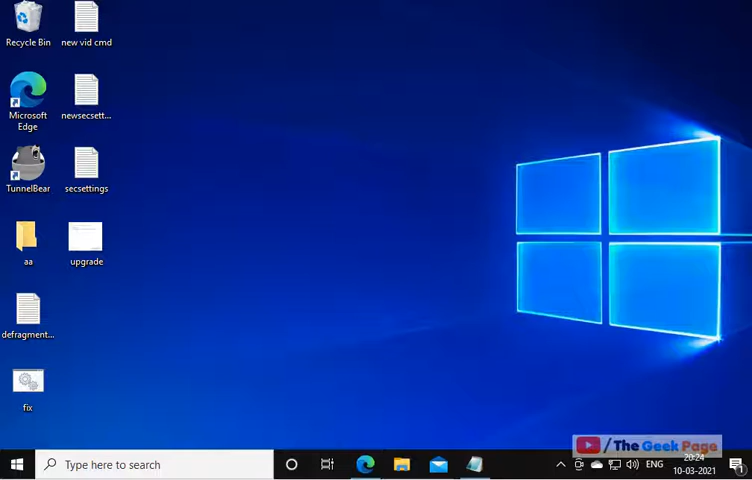 Recycle Bin
new vid cmd
Microsoft
Edge
newsecsett...
TunnelBear
secsettings
aa
upgrade
defragment...
fix
/The Geek Page
Type here to search
ENG
20:24
10-03-2021
1